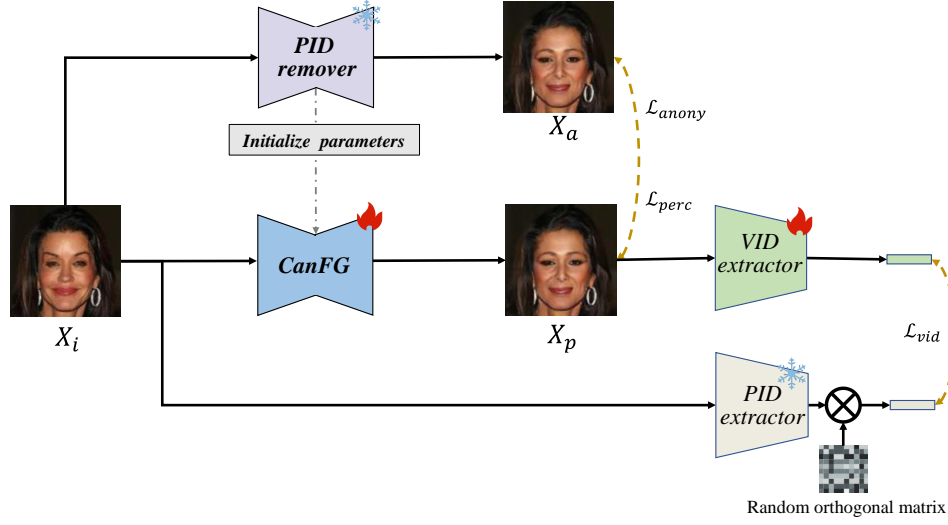 PID
remover
X_a
ℒ_anony
Initialize parameters
ℒ_perc
CanFG
VID
extractor
X_i
X_p
ℒ_vid
PID
extractor
Random orthogonal matrix